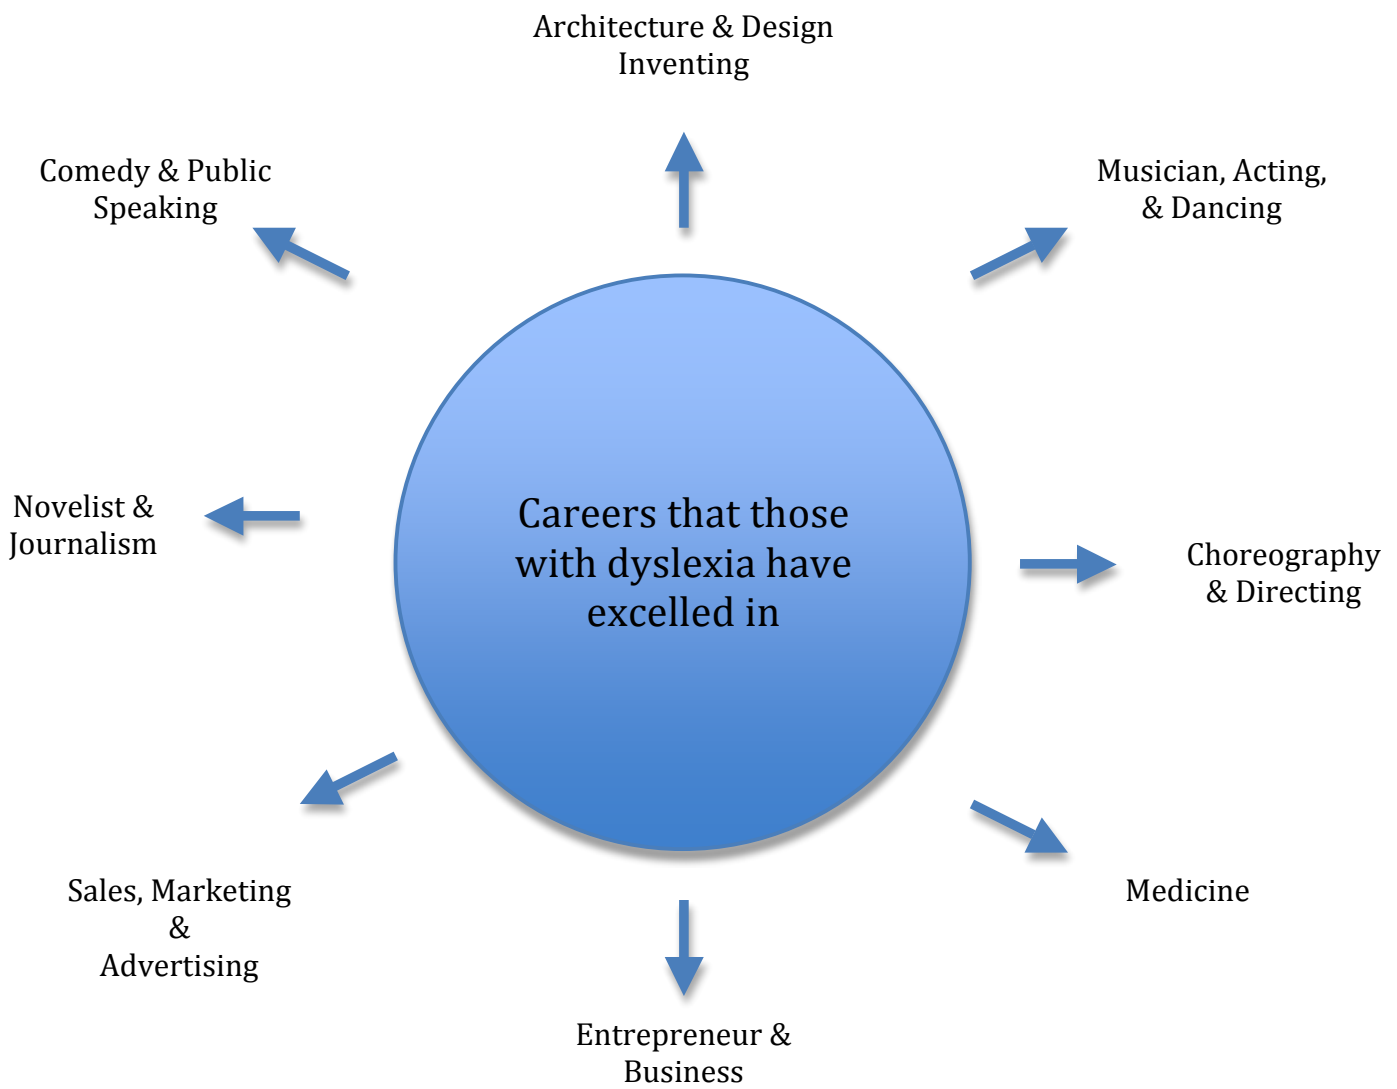 Architecture & Design
Inventing
Comedy & Public
Speaking
Musician, Acting,
& Dancing
Novelist &
Journalism
Careers that those
with dyslexia have
excelled in
Choreography
& Directing
Sales, Marketing
&
Advertising
Medicine
Entrepreneur &
Business